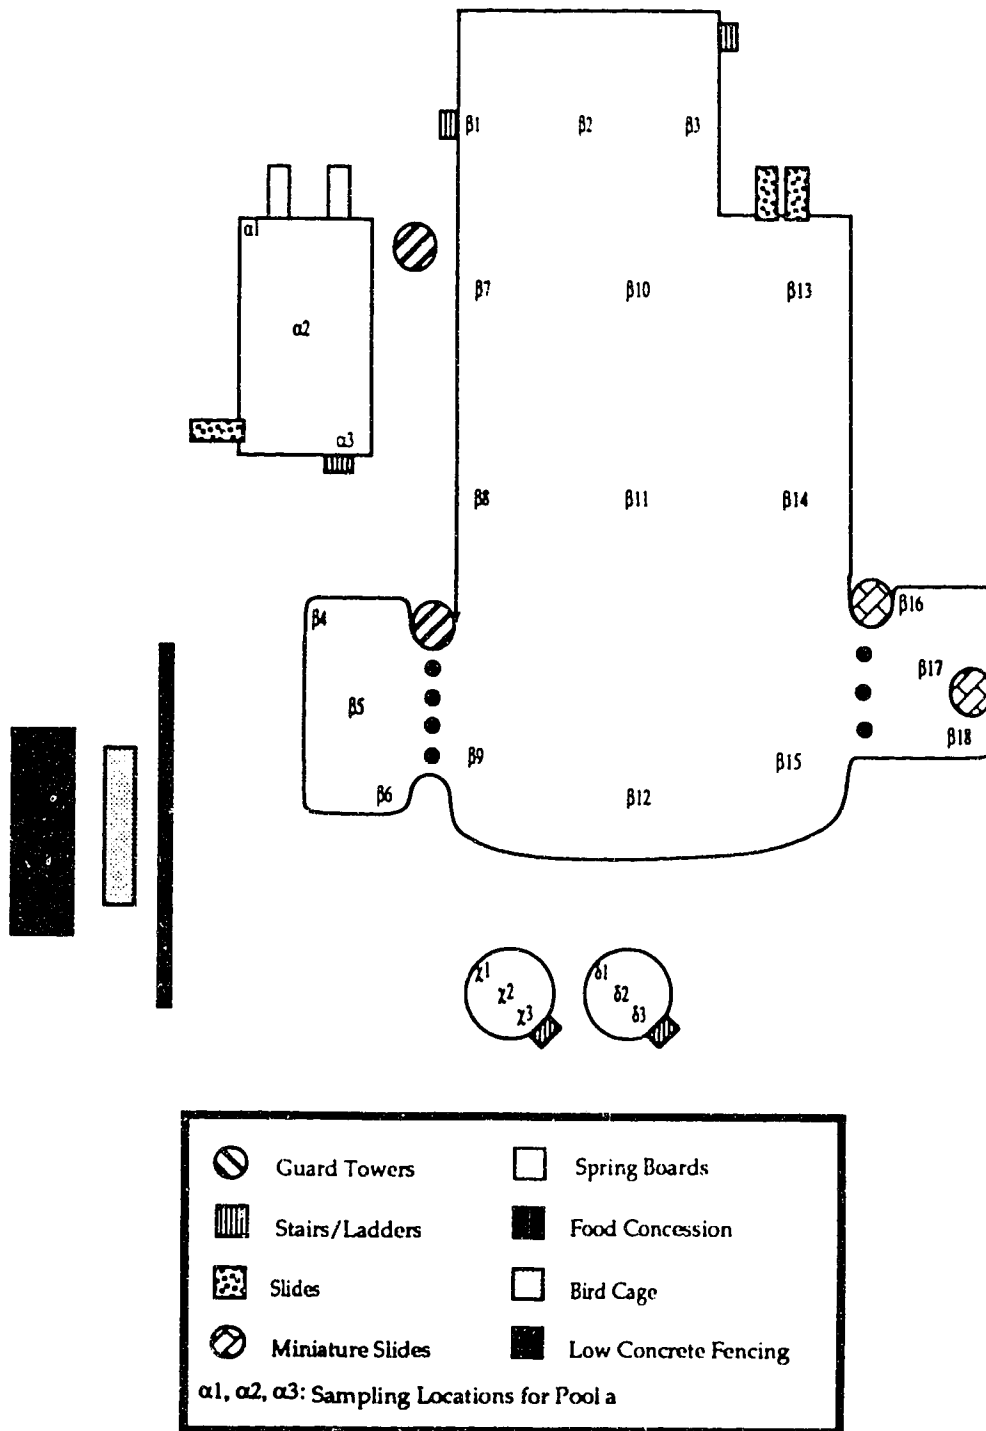 β1 β2 β3
α1
β7 β10 β13
α2
α3
β8 β11 β14
β4 β16
β17
β5
β18
β9 β15
β6 β12
χ1 δ1
χ2 δ2
χ3 δ3
Guard Towers Spring Boards
Stairs/Ladders Food Concession
Slides Bird Cage
Miniature Slides Low Concrete Fencing
α1, α2, α3: Sampling Locations for Pool a